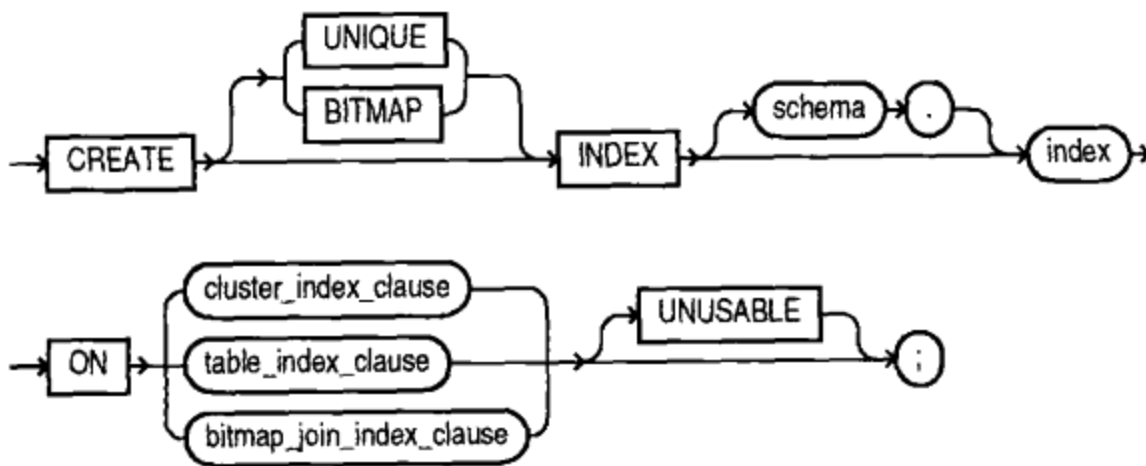 UNIQUE
BITMAP
schema .
CREATE INDEX index
cluster_index_clause
UNUSABLE
ON table_index_clause ;
bitmap_join_index_clause